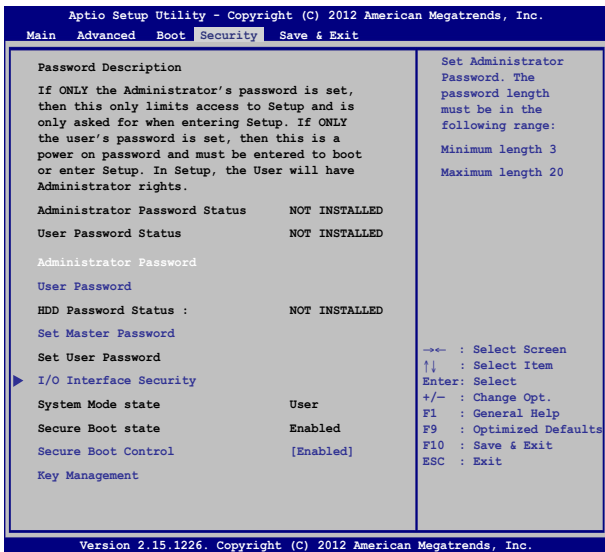 Aptio Setup Utility - Copyright (C) 2012 American Megatrends, Inc.
Main Advanced Boot Security Save & Exit
Password Description
If ONLY the Administrator's password is set,
then this only limits access to Setup and is
only asked for when entering Setup. If ONLY
the user's password is set, then this is a
power on password and must be entered to boot
or enter Setup. In Setup, the User will have
Administrator rights.
Administrator Password Status NOT INSTALLED
User Password Status NOT INSTALLED
Administrator Password
User Password
HDD Password Status : NOT INSTALLED
Set Master Password
Set User Password
I/O Interface Security
System Mode state User
Secure Boot state Enabled
Secure Boot Control [Enabled]
Key Management
Set Administrator
Password. The
password length
must be in the
following range:
Minimum length 3
Maximum length 20
→← : Select Screen
↑↓ : Select Item
Enter: Select
+/— : Change Opt.
F1 : General Help
F9 : Optimized Defaults
F10 : Save & Exit
ESC : Exit
Version 2.15.1226. Copyright (C) 2012 American Megatrends, Inc.